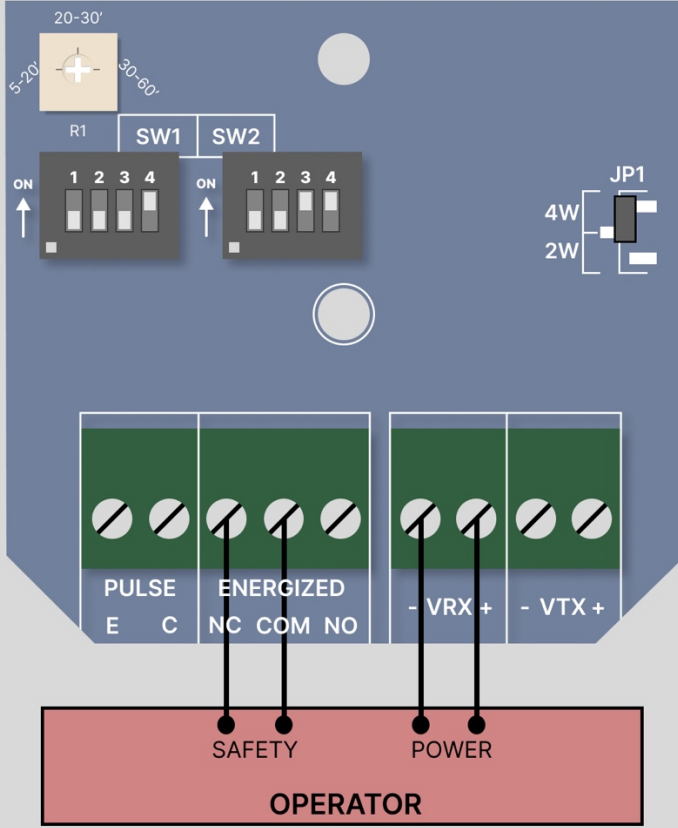 20-30'
5-20'
30-60'
R1
SW1 SW2
ON 1 2 3 4
ON 1 2 3 4
JP1
4W
2W
PULSE
E C
ENERGIZED
NC COM NO
- VRX +
- VTX +
SAFETY POWER
OPERATOR